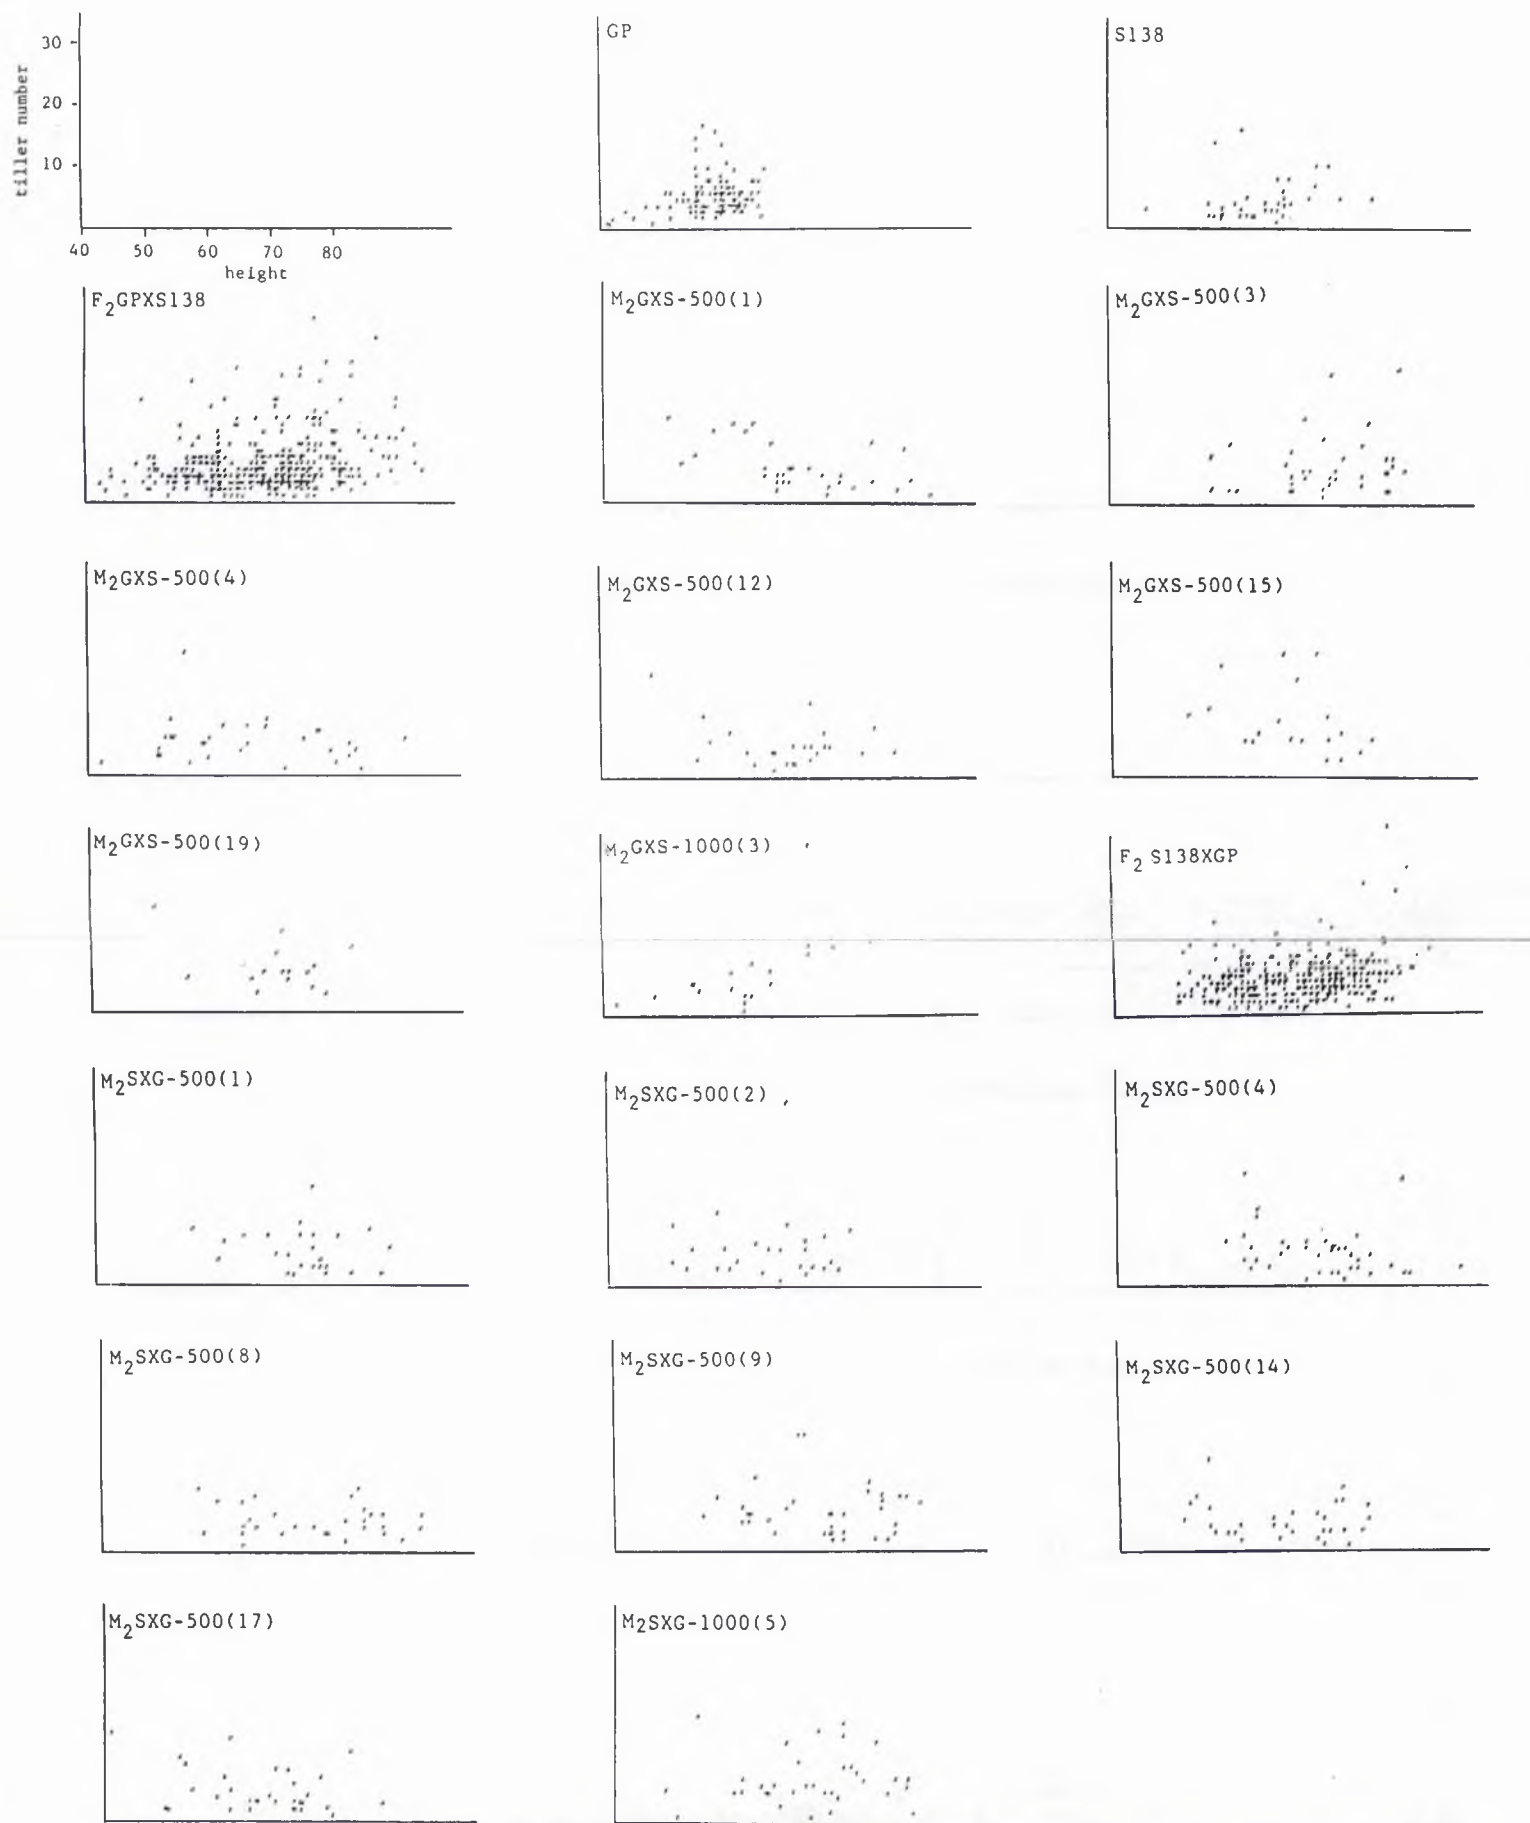 30
20
10
tiller number
40 50 60 70 80
height
GP
S138
F2GPXS138
M2GXS-500(1)
M2GXS-500(3)
M2GXS-500(4)
M2GXS-500(12)
M2GXS-500(15)
M2GXS-500(19)
M2GXS-1000(3)
F2 S138XGP
M2SXG-500(1)
M2SXG-500(2)
M2SXG-500(4)
M2SXG-500(8)
M2SXG-500(9)
M2SXG-500(14)
M2SXG-500(17)
M2SXG-1000(5)